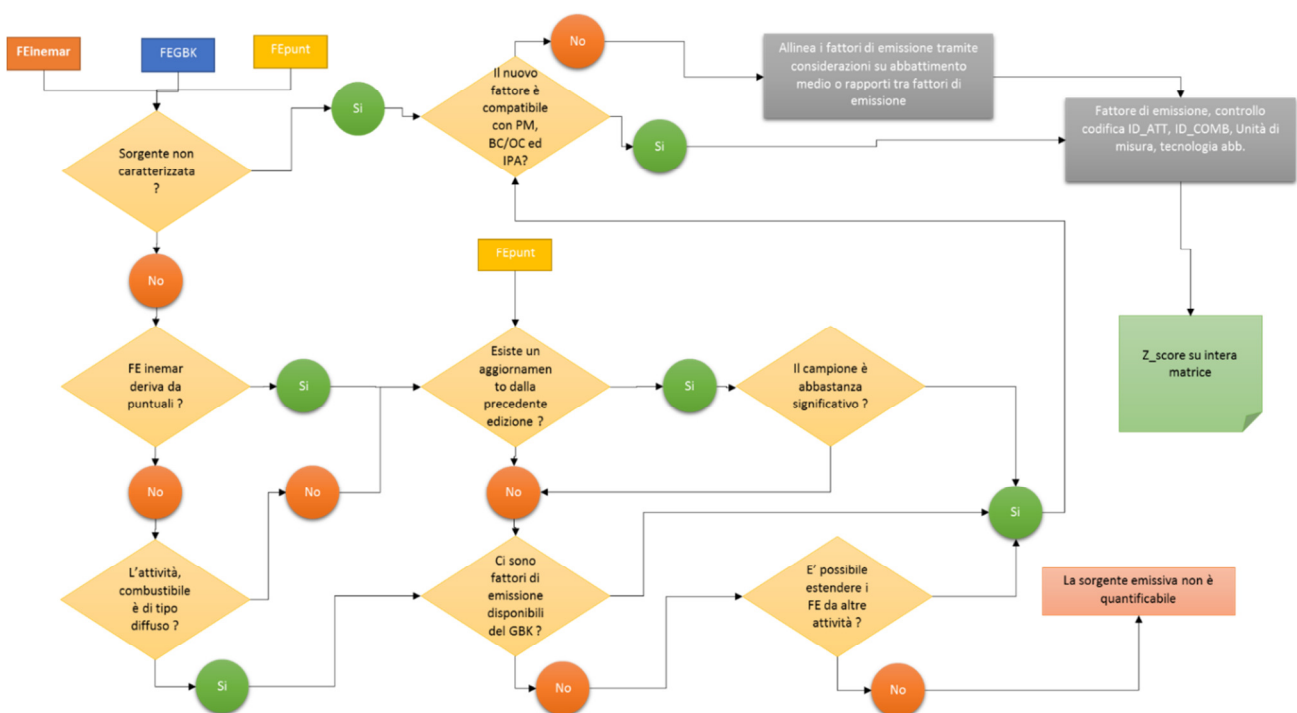 FEinemar
FEGBK
FEpunt
No
Si
Il nuovo
fattore è
compatibile
con PM,
BC/OC ed
IPA?
Allinea i fattori di emissione tramite
considerazioni su abbattimento
medio o rapporti tra fattori di
emissione
Fattore di emissione, controllo
codifica ID_ATT, ID_COMB, Unità di
misura, tecnologia abb.
Si
Sorgente non
caratterizzata
?
No
FEpunt
Z_score su intera
matrice
FE inemar
deriva da
puntuali ?
Si
Esiste un
aggiornamen
to dalla
precedente
edizione ?
Si
Il campione è
abbastanza
significativo ?
No
No
No
Si
L’attività,
combustibile
è di tipo
diffuso ?
Ci sono
fattori di
emissione
disponibili
del GBK ?
E’ possibile
estendere i
FE da altre
attività ?
La sorgente emissiva non è
quantificabile
Si
No
No